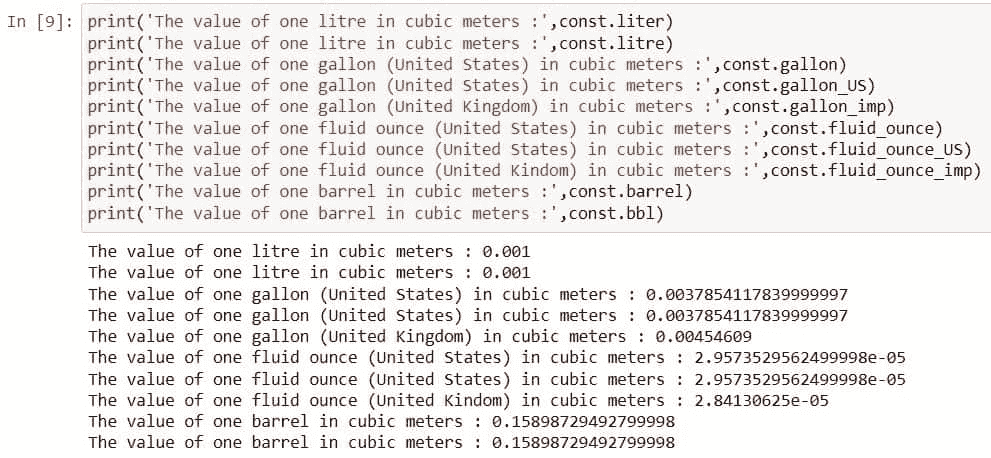 In [9]: print('The value of one litre in cubic meters :',const.liter)
print('The value of one litre in cubic meters :',const.litre)
print('The value of one gallon (United States) in cubic meters :',const.gallon)
print('The value of one gallon (United States) in cubic meters :',const.gallon_US)
print('The value of one gallon (United Kingdom) in cubic meters :',const.gallon_imp)
print('The value of one fluid ounce (United States) in cubic meters :',const.fluid_ounce)
print('The value of one fluid ounce (United States) in cubic meters :',const.fluid_ounce_US)
print('The value of one fluid ounce (United Kindom) in cubic meters :',const.fluid_ounce_imp)
print('The value of one barrel in cubic meters :',const.barrel)
print('The value of one barrel in cubic meters :',const.bbl)
The value of one litre in cubic meters : 0.001
The value of one litre in cubic meters : 0.001
The value of one gallon (United States) in cubic meters : 0.0037854117839999997
The value of one gallon (United States) in cubic meters : 0.0037854117839999997
The value of one gallon (United Kingdom) in cubic meters : 0.00454609
The value of one fluid ounce (United States) in cubic meters : 2.9573529562499998e-05
The value of one fluid ounce (United States) in cubic meters : 2.9573529562499998e-05
The value of one fluid ounce (United Kindom) in cubic meters : 2.84130625e-05
The value of one barrel in cubic meters : 0.15898729492799998
The value of one barrel in cubic meters : 0.15898729492799998